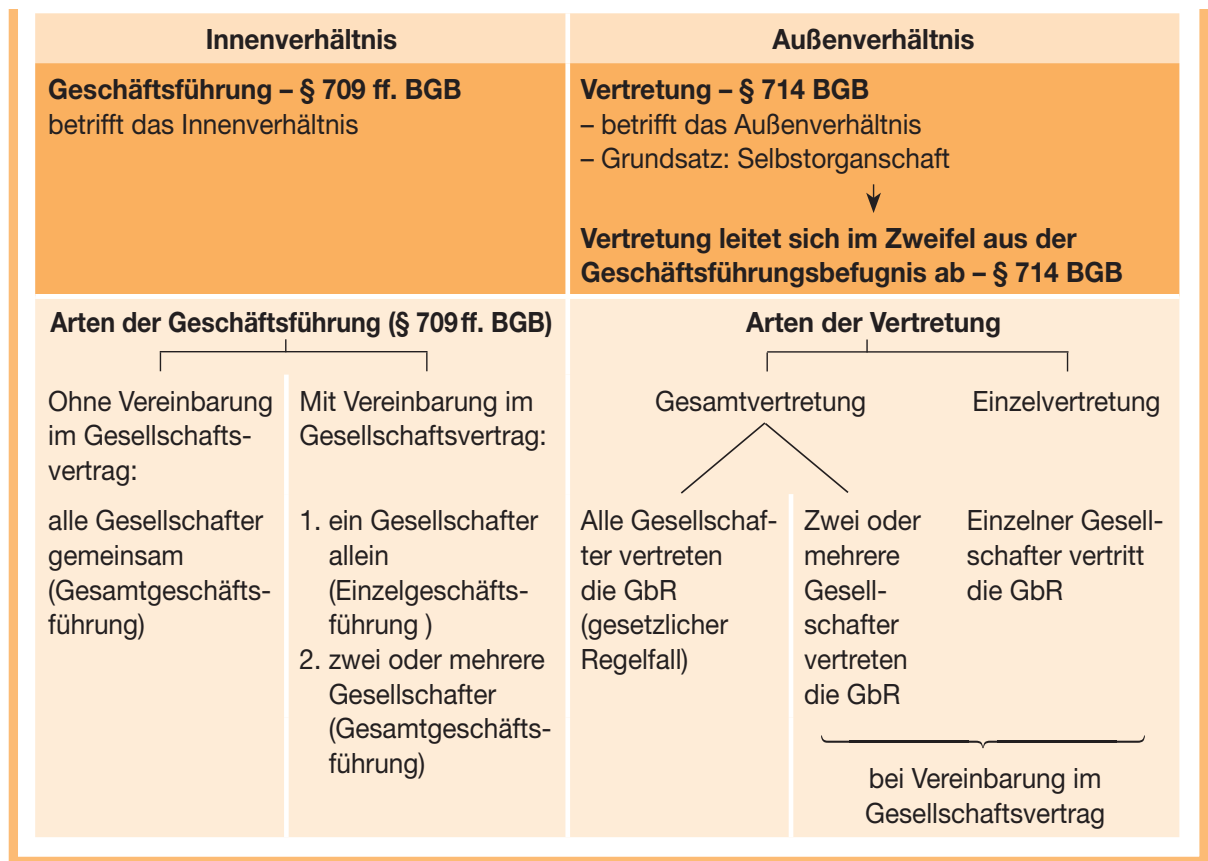 Innenverhältnis
Außenverhältnis
Geschäftsführung – § 709 ff. BGB
betrifft das Innenverhältnis
Vertretung – § 714 BGB
– betrifft das Außenverhältnis
– Grundsatz: Selbstorganschaft
Vertretung leitet sich im Zweifel aus der
Geschäftsführungsbefugnis ab – § 714 BGB
Arten der Geschäftsführung (§ 709 ff. BGB)
Ohne Vereinbarung
im Gesellschafts-
vertrag:
alle Gesellschafter
gemeinsam
(Gesamtgeschäfts-
führung)
Mit Vereinbarung im
Gesellschaftsvertrag:
1. ein Gesellschafter
allein
(Einzelgeschäfts-
führung )
2. zwei oder mehrere
Gesellschafter
(Gesamtgeschäfts-
führung)
Arten der Vertretung
Gesamtvertretung
Einzelvertretung
Alle Gesellschaf-
ter vertreten
die GbR
(gesetzlicher
Regelfall)
Zwei oder
mehrere
Gesell-
schafter
vertreten
die GbR
Einzelner Gesell-
schafter vertritt
die GbR
bei Vereinbarung im
Gesellschaftsvertrag